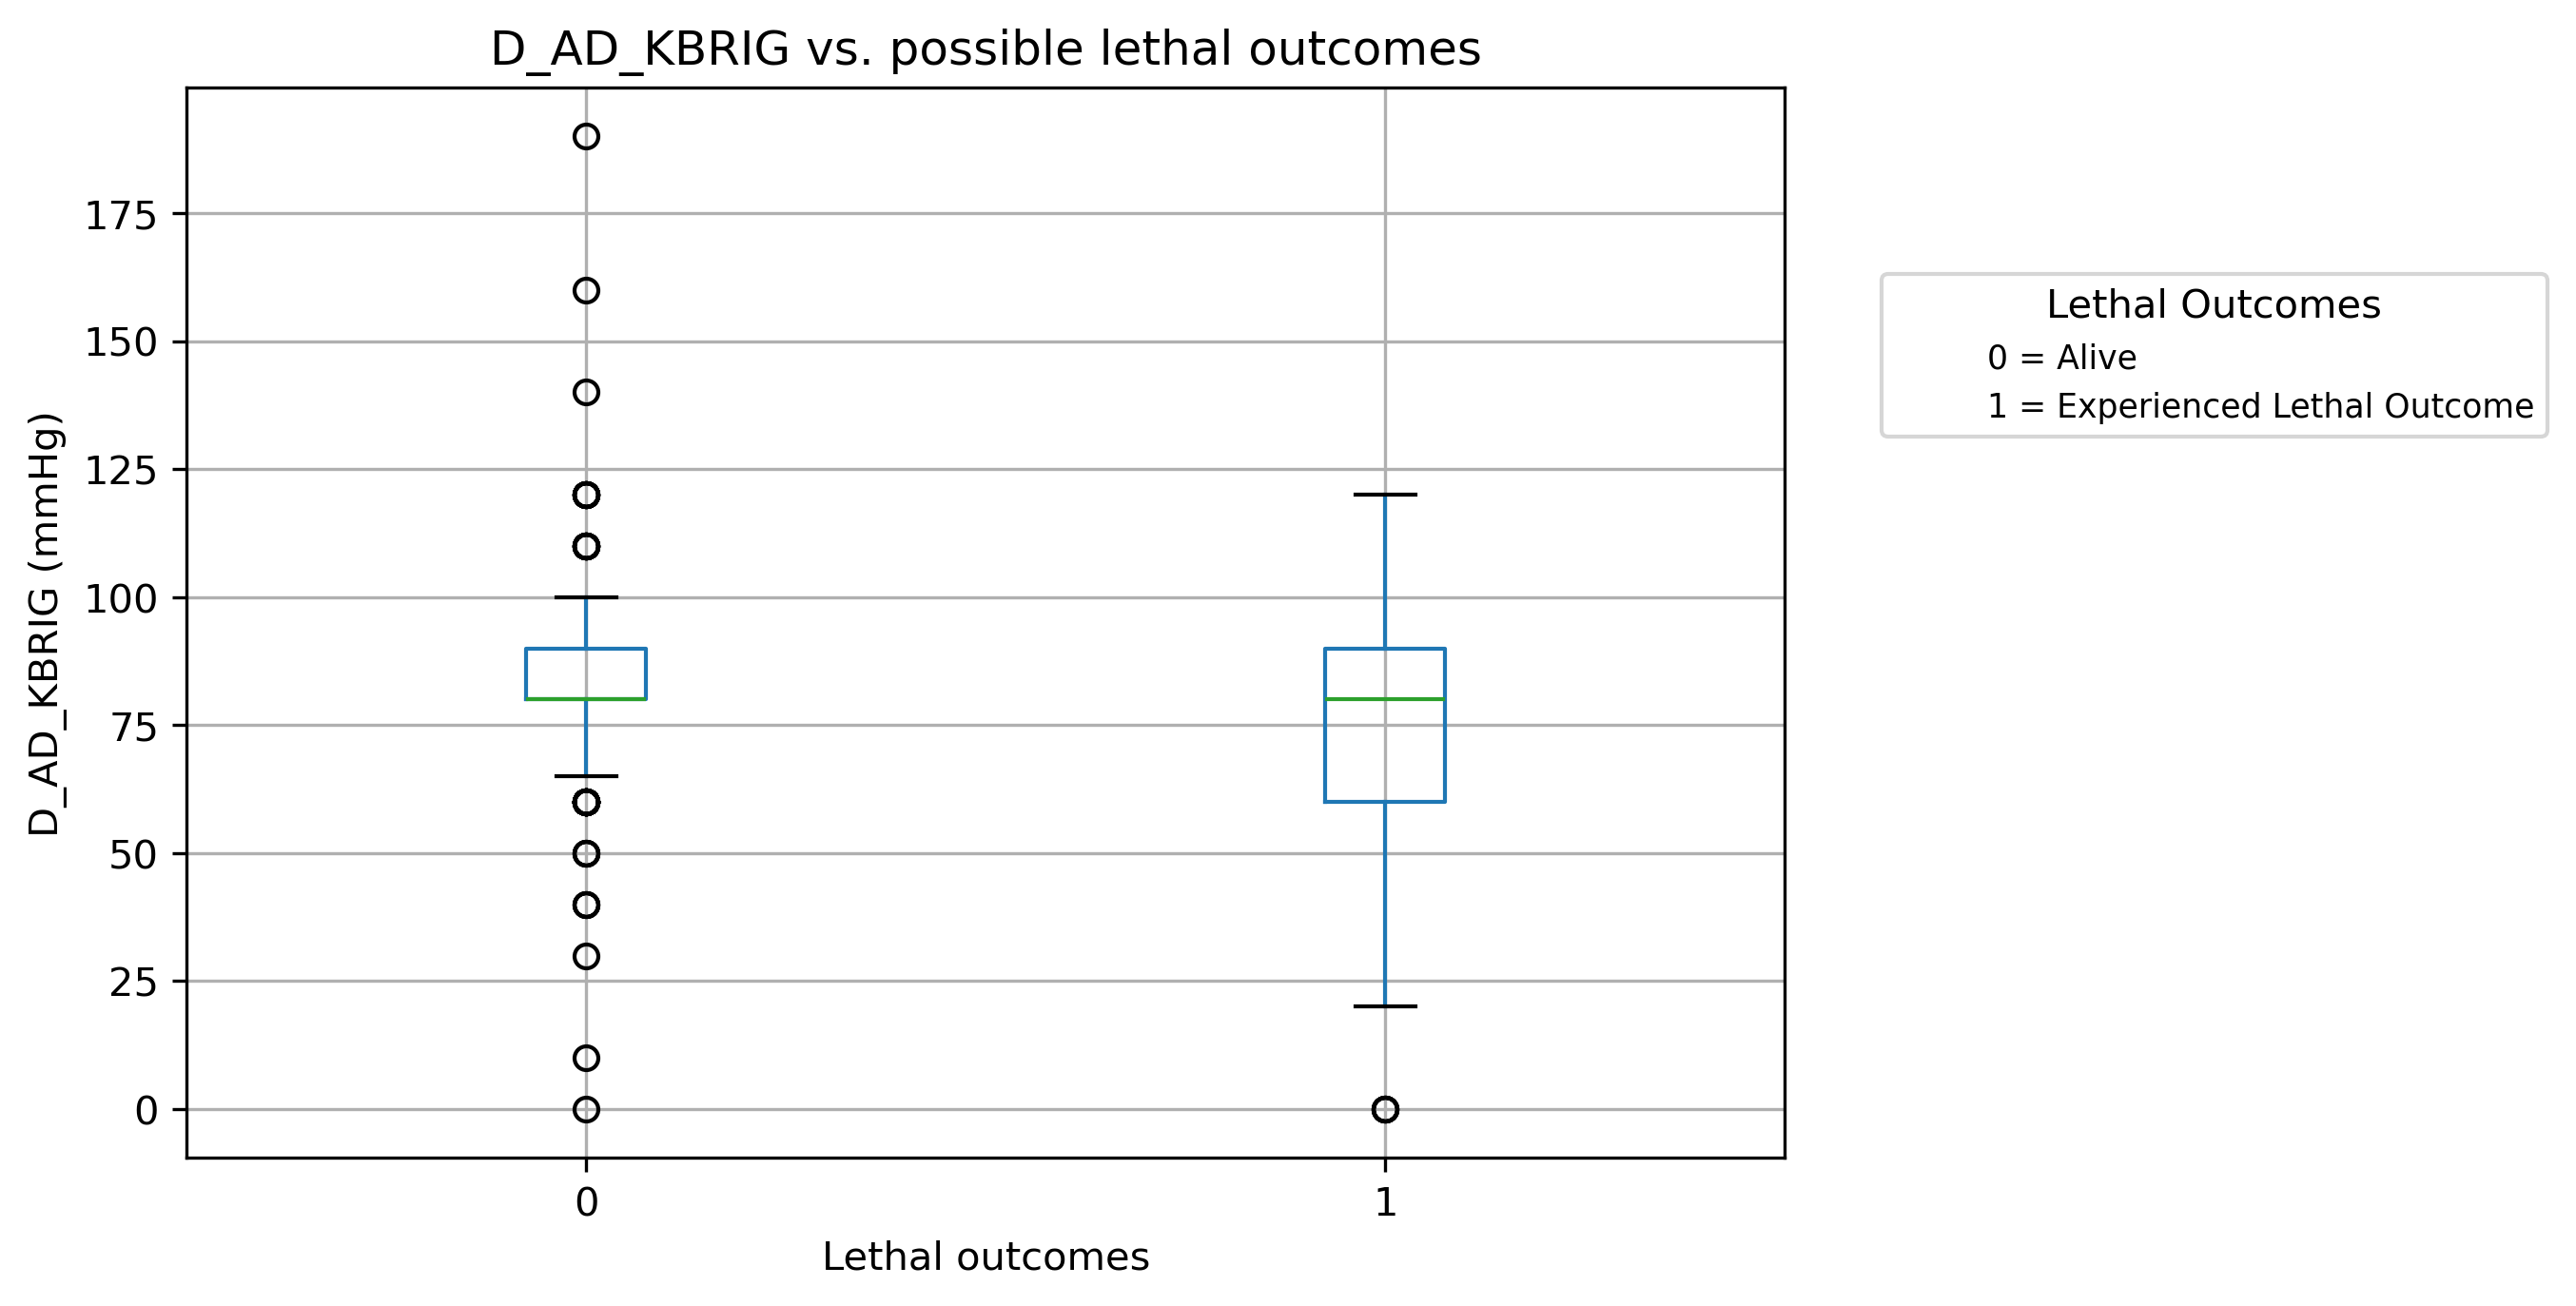 D_AD_KBRIG vs. possible lethal outcomes
D_AD_KBRIG (mmHg)
175
150
125
100
75
50
25
0
0
1
Lethal outcomes
Lethal Outcomes
0 = Alive
1 = Experienced Lethal Outcome